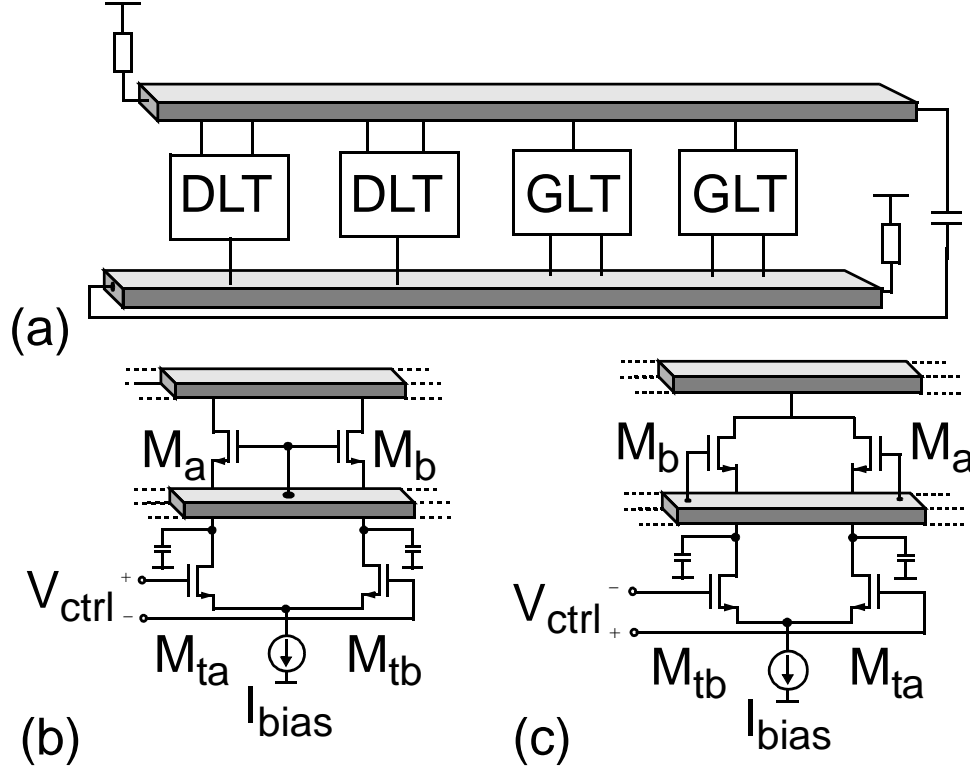 DLT DLT GLT GLT
(a)
Ma Mb
Vctrl + −
Mta Mtb
Ibias
(b)
Mb Ma
Vctrl − +
Mtb Mta
Ibias
(c)